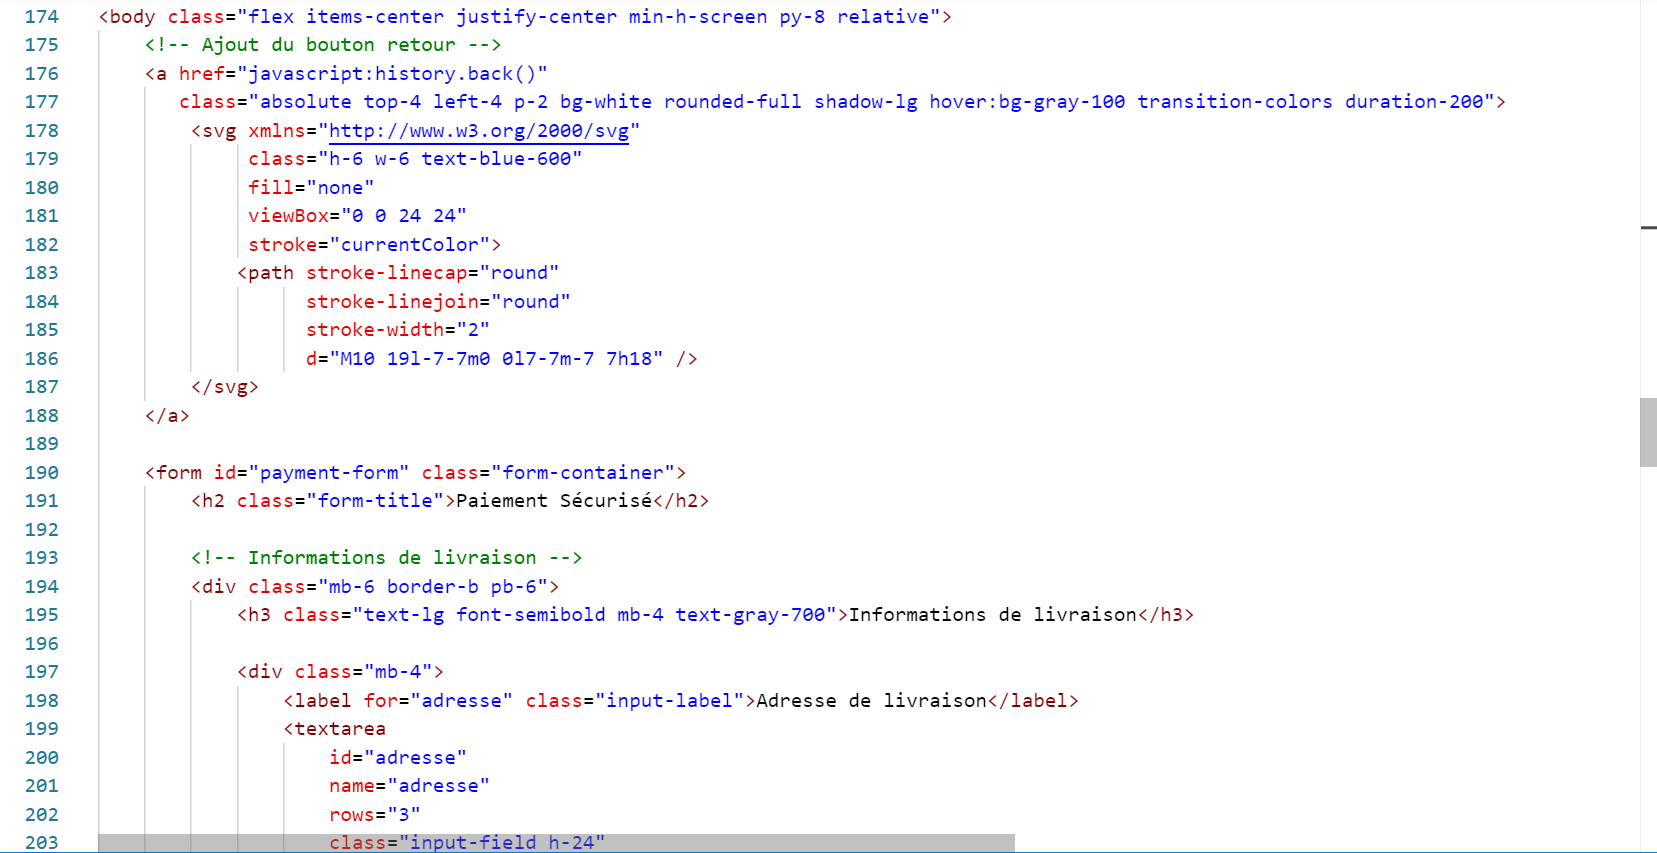 174 <body class="flex items-center justify-center min-h-screen py-8 relative">
175 <!-- Ajout du bouton retour -->
176 <a href="javascript:history.back()"
177 class="absolute top-4 left-4 p-2 bg-white rounded-full shadow-lg hover:bg-gray-100 transition-colors duration-200">
178 <svg xmlns="http://www.w3.org/2000/svg"
179 class="h-6 w-6 text-blue-600"
180 fill="none"
181 viewBox="0 0 24 24"
182 stroke="currentColor">
183 <path stroke-linecap="round"
184 stroke-linejoin="round"
185 stroke-width="2"
186 d="M10 19l-7-7m0 0l7-7m-7 7h18" />
187 </svg>
188 </a>
189
190 <form id="payment-form" class="form-container">
191 <h2 class="form-title">Paiement Sécurisé</h2>
192
193 <!-- Informations de livraison -->
194 <div class="mb-6 border-b pb-6">
195 <h3 class="text-lg font-semibold mb-4 text-gray-700">Informations de livraison</h3>
196
197 <div class="mb-4">
198 <label for="adresse" class="input-label">Adresse de livraison</label>
199 <textarea
200 id="adresse"
201 name="adresse"
202 rows="3"
203 class="input-field h-24"